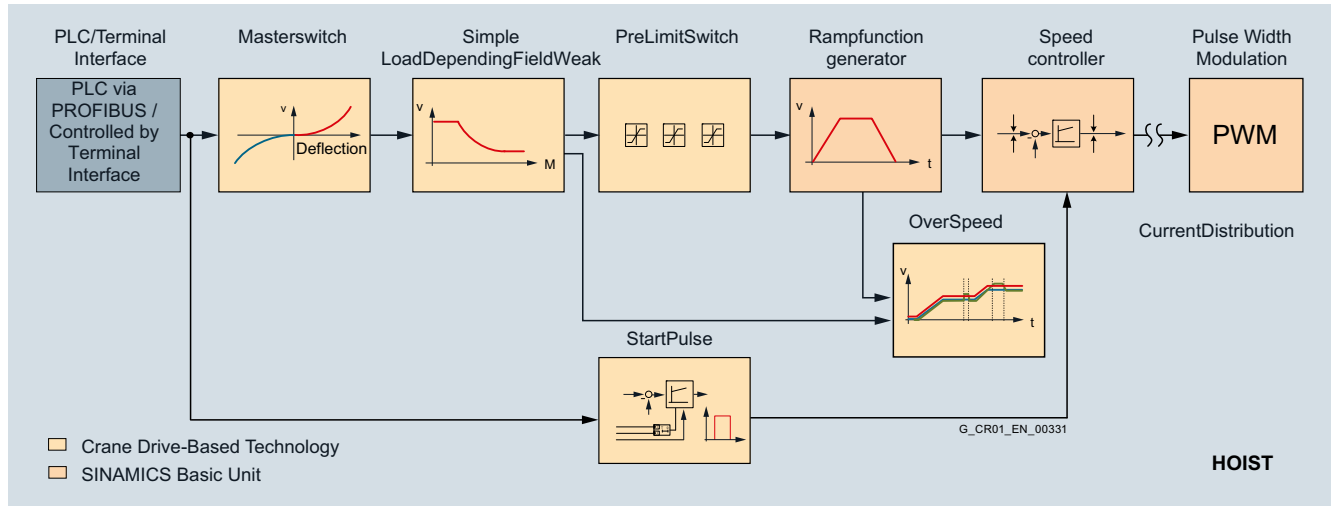 PLC/Terminal
Interface
Masterswitch
Simple
LoadDependingFieldWeak
PreLimitSwitch
Rampfunction
generator
Speed
controller
Pulse Width
Modulation
PLC via
PROFIBUS /
Controlled by
Terminal
Interface
v
Deflection
v
M
v
t
PWM
OverSpeed
v
t
CurrentDistribution
StartPulse
G_CR01_EN_00331
Crane Drive-Based Technology
SINAMICS Basic Unit
HOIST